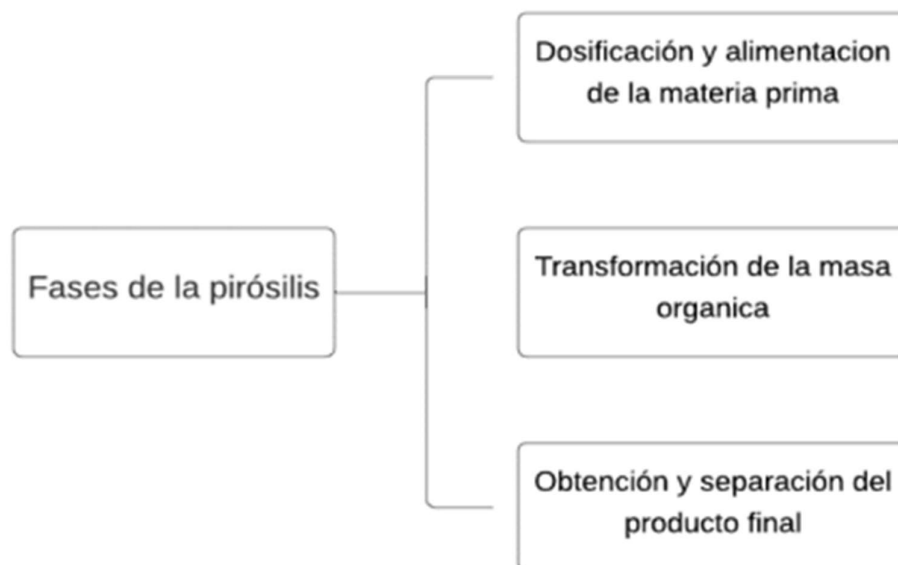 Dosificación y alimentacion
de la materia prima
Fases de la pirósilis
Transformación de la masa
organica
Obtención y separación del
producto final